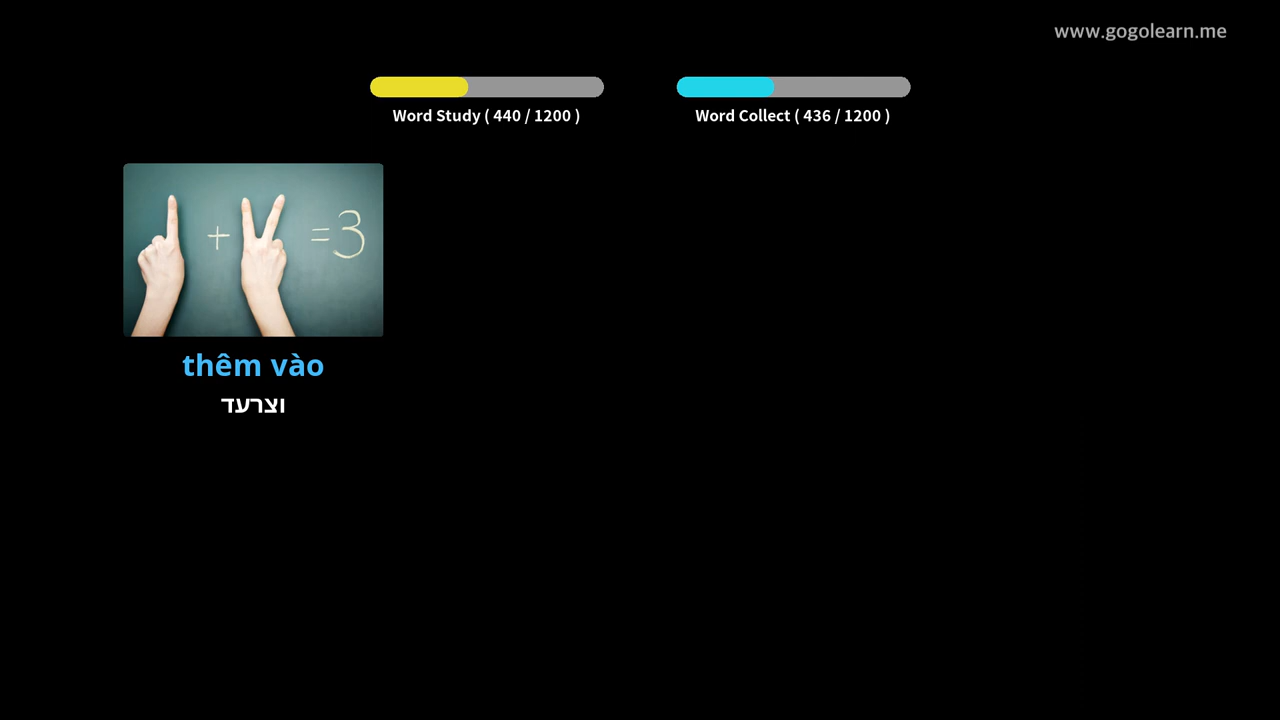 www.gogolearn.me
Word Study ( 440 / 1200 )
Word Collect ( 436 / 1200 )
+ =3
thêm vào
וצרעד